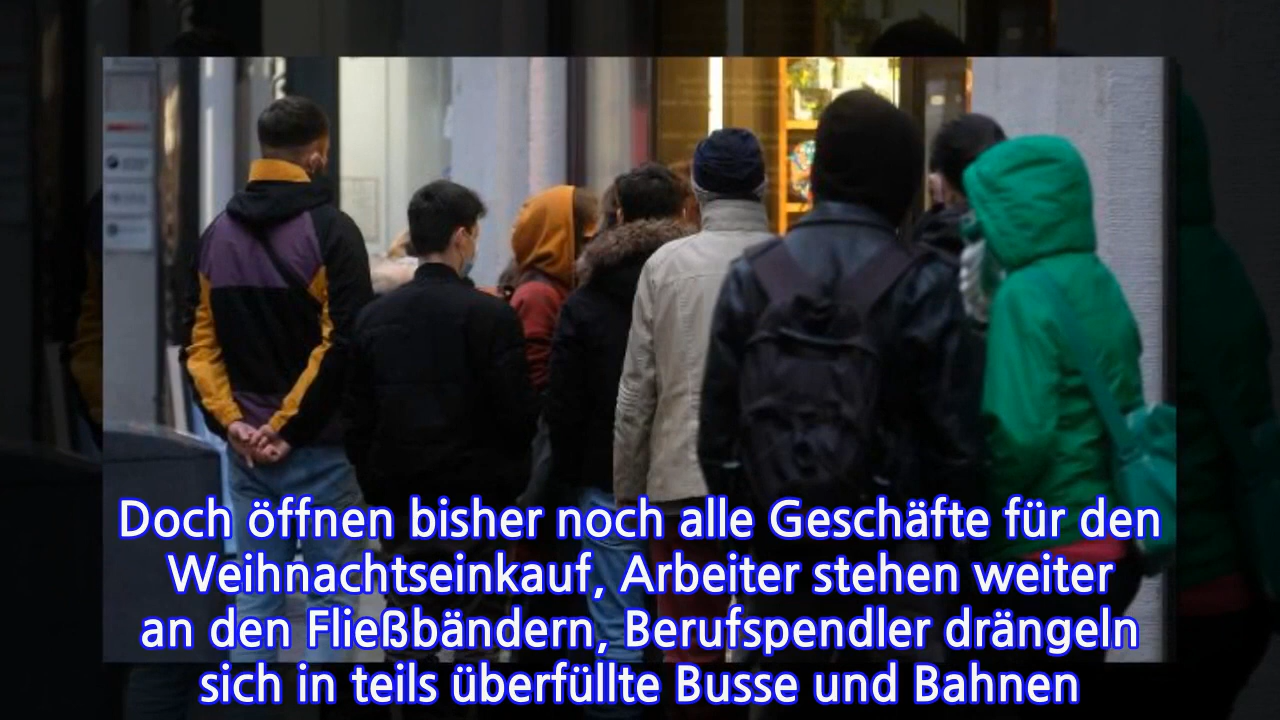 Doch öffnen bisher noch alle Geschäfte für den
Weihnachtseinkauf, Arbeiter stehen weiter
an den Fließbändern, Berufspendler drängeln
sich in teils überfüllte Busse und Bahnen